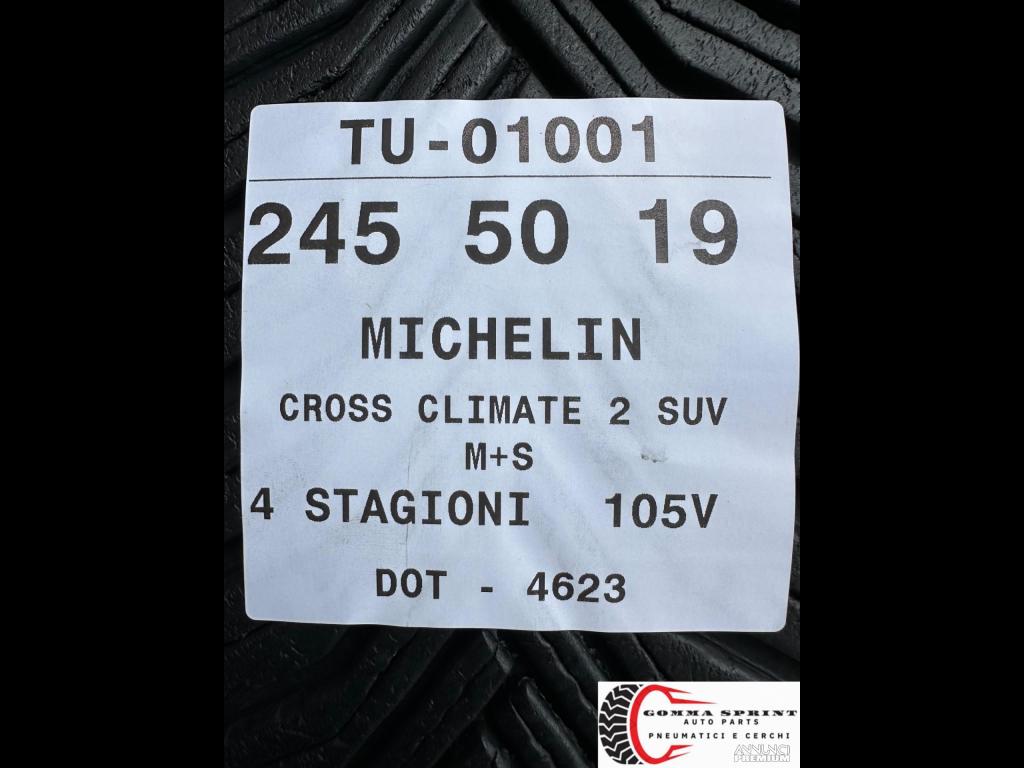 TU-01001
245 50 19
MICHELIN
CROSS CLIMATE 2 SUV
M+S
4 STAGIONI 105V
DOT - 4623
GOMMA SPRINT
AUTO PARTS
PNEUMATICI E CERCHI
ANNUNCI
PREMIUM